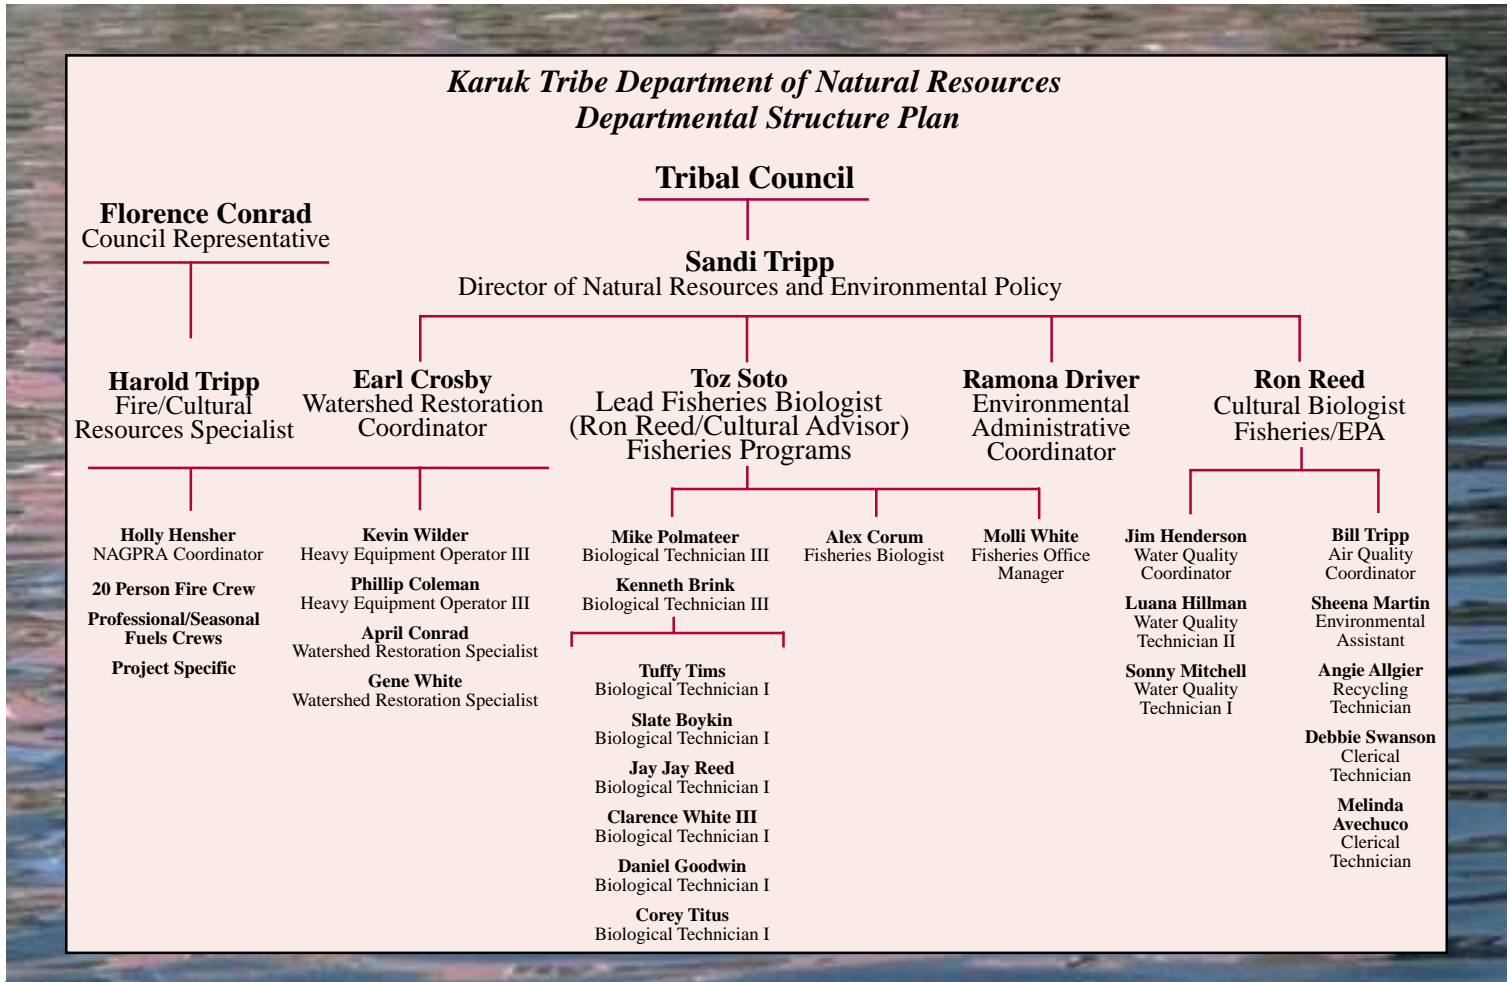 Karuk Tribe Department of Natural Resources
Departmental Structure Plan
Tribal Council
Florence Conrad
Council Representative
Sandi Tripp
Director of Natural Resources and Environmental Policy
Harold Tripp
Fire/Cultural
Resources Specialist
Earl Crosby
Watershed Restoration
Coordinator
Toz Soto
Lead Fisheries Biologist
(Ron Reed/Cultural Advisor)
Fisheries Programs
Ramona Driver
Environmental
Administrative
Coordinator
Ron Reed
Cultural Biologist
Fisheries/EPA
Holly Hensher
NAGPRA Coordinator
20 Person Fire Crew
Professional/Seasonal
Fuels Crews
Project Specific
Kevin Wilder
Heavy Equipment Operator III
Phillip Coleman
Heavy Equipment Operator III
April Conrad
Watershed Restoration Specialist
Gene White
Watershed Restoration Specialist
Mike Polmateer
Biological Technician III
Kenneth Brink
Biological Technician III
Tuffy Tims
Biological Technician I
Slate Boykin
Biological Technician I
Jay Jay Reed
Biological Technician I
Clarence White III
Biological Technician I
Daniel Goodwin
Biological Technician I
Corey Titus
Biological Technician I
Alex Corum
Fisheries Biologist
Molli White
Fisheries Office
Manager
Jim Henderson
Water Quality
Coordinator
Luana Hillman
Water Quality
Technician II
Sonny Mitchell
Water Quality
Technician I
Bill Tripp
Air Quality
Coordinator
Sheena Martin
Environmental
Assistant
Angie Allgier
Recycling
Technician
Debbie Swanson
Clerical
Technician
Melinda
Avechuco
Clerical
Technician